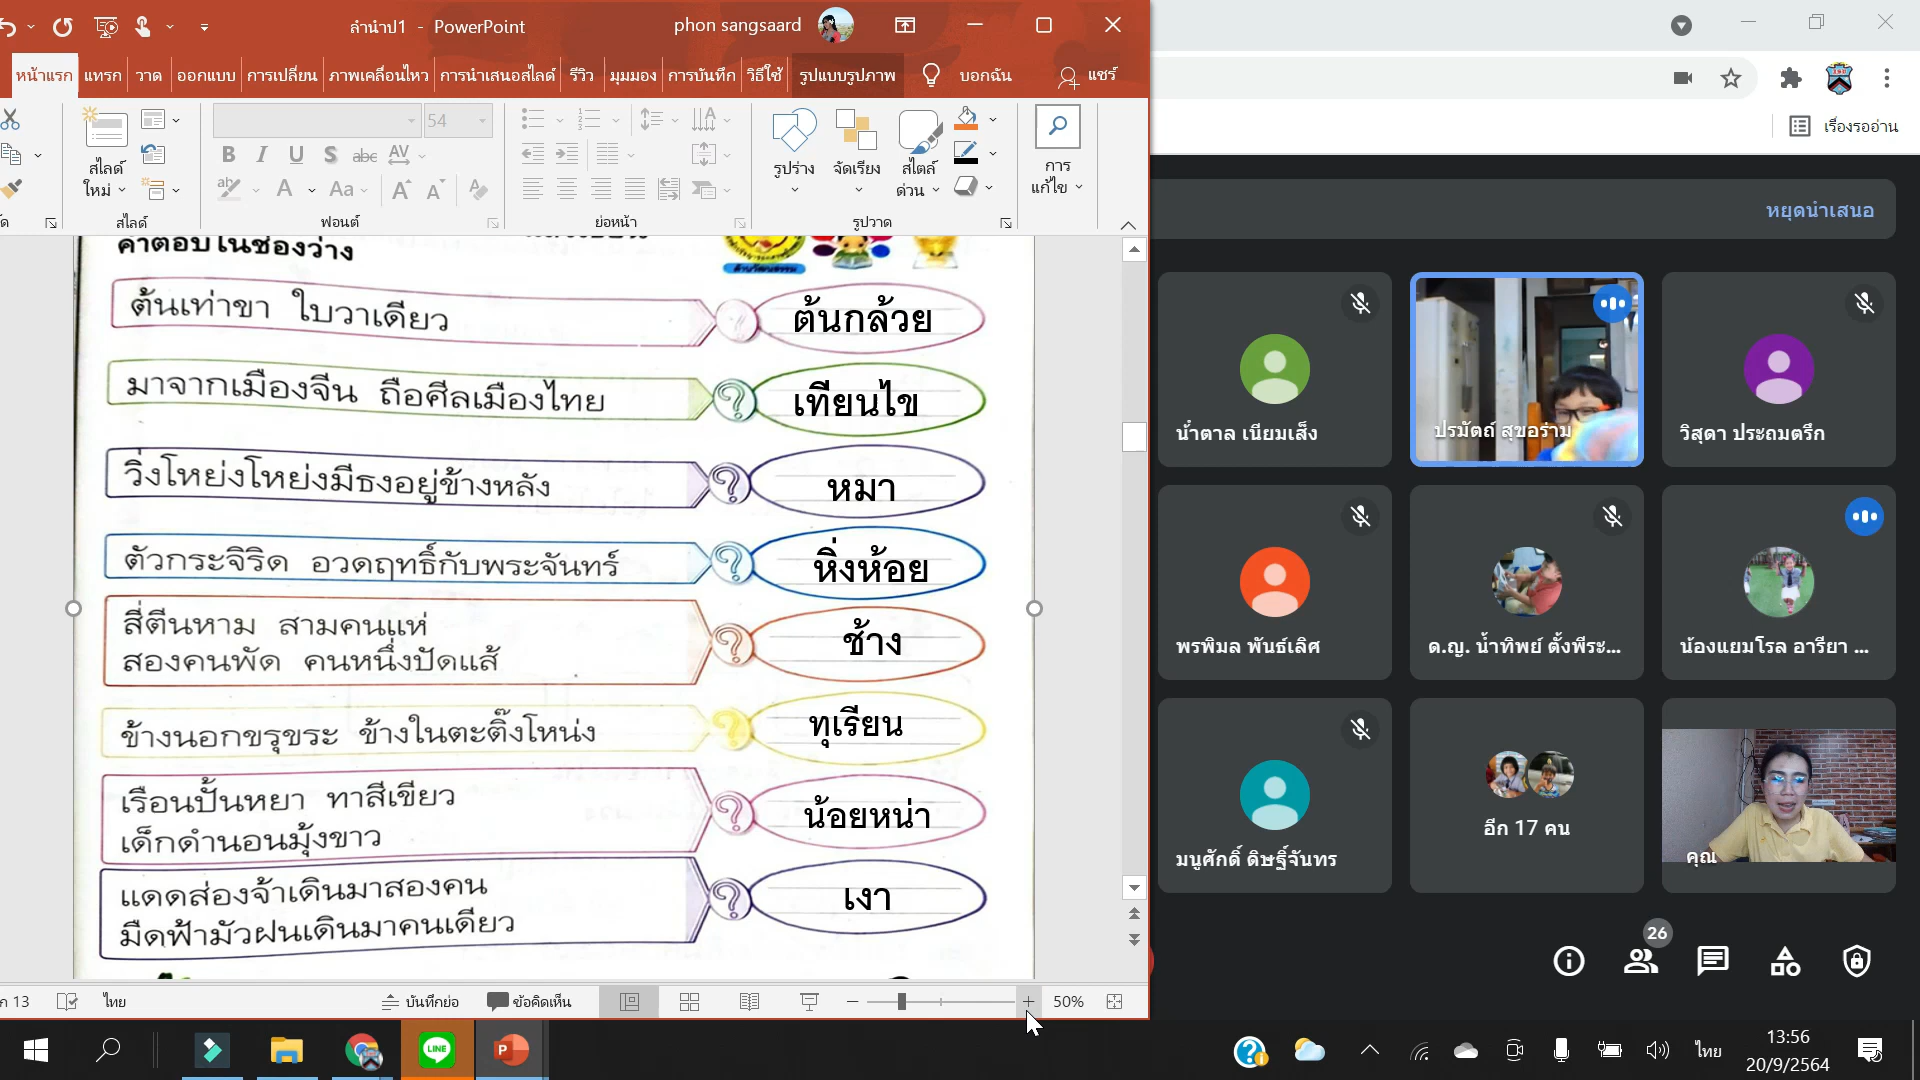 ลำนำป1 - PowerPoint
phon sangsaard
หน้าแรก แทรก วาด ออกแบบ การเปลี่ยน ภาพเคลื่อนไหว การนำเสนอสไลด์ รีวิว มุมมอง การบันทึก วิธีใช้ รูปแบบรูปภาพ บอกฉัน แชร์
54
สไลด์
ใหม่
รูปร่าง จัดเรียง สไตล์
ด่วน
การ
แก้ไข
สไลด์ ฟอนต์ ย่อหน้า รูปวาด
เรื่องรออ่าน
หยุดนำเสนอ
คำตอบในช่องว่าง
ต้นเท่าขา ใบวาเดียว
ต้นกล้วย
มาจากเมืองจีน ถือศีลเมืองไทย
เทียนไข
วิ่งโหย่งโหย่งมีธงอยู่ข้างหลัง
หมา
ตัวกระจิริด อวดฤทธิ์กับพระจันทร์
หิ่งห้อย
สี่ตีนหาม สามคนแห่
สองคนพัด คนหนึ่งปัดแส้
ช้าง
ข้างนอกขรุขระ ข้างในตะติ๊งโหน่ง
ทุเรียน
เรือนปั้นหยา ทาสีเขียว
เด็กดำนอนมุ้งขาว
น้อยหน่า
แดดส่องจ้าเดินมาสองคน
มืดฟ้ามัวฝนเดินมาคนเดียว
เงา
น้ำตาล เนียมเส็ง
ปรมัตถ์ สุขอร่าม
วิสุดา ประถมตรึก
พรพิมล พันธ์เลิศ
ด.ญ. น้ำทิพย์ ตั้งพีระ...
น้องแยมโรล อารียา ...
มนูศักดิ์ ดิษฐิ์จันทร
อีก 17 คน
คุณ
26
13
ไทย
บันทึกย่อ
ข้อคิดเห็น
50%
LINE
ไทย
13:56
20/9/2564